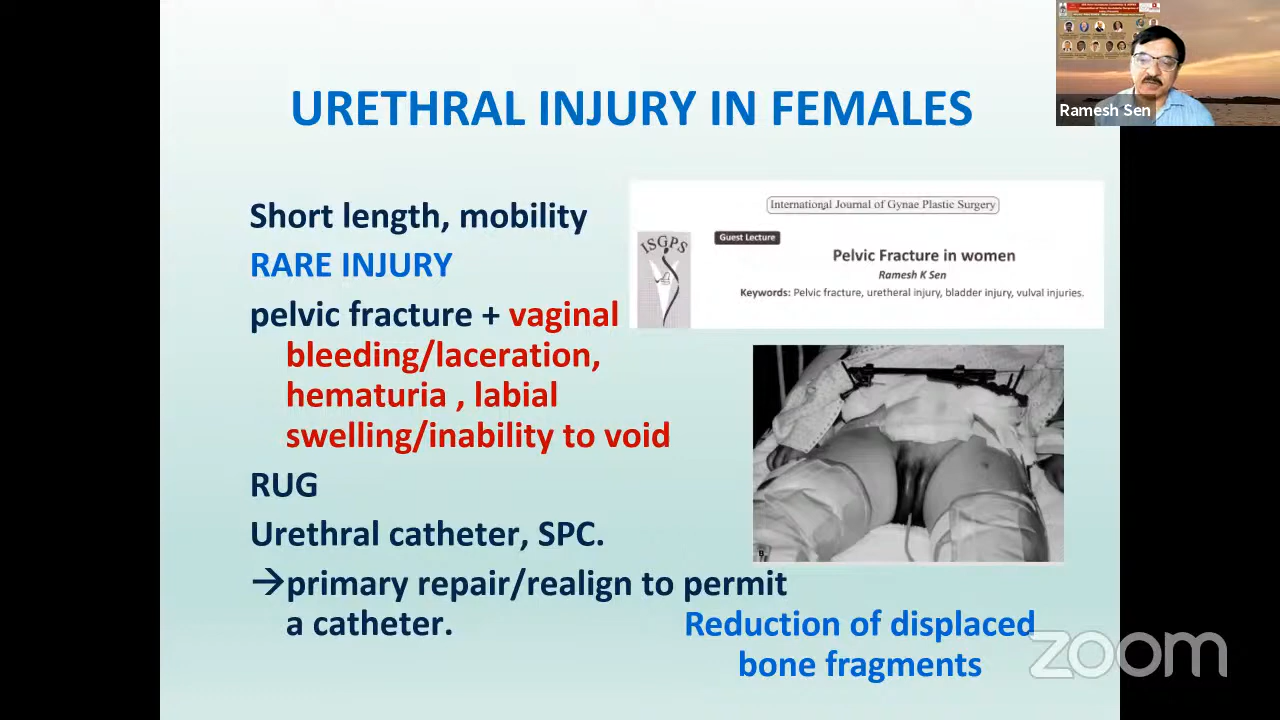 Ramesh Sen
URETHRAL INJURY IN FEMALES
Short length, mobility
RARE INJURY
pelvic fracture + vaginal
bleeding/laceration,
hematuria , labial
swelling/inability to void
RUG
Urethral catheter, SPC.
→primary repair/realign to permit
a catheter.
International Journal of Gynae Plastic Surgery
ISGPS
Guest Lecture
Pelvic Fracture in women
Ramesh K Sen
Keywords: Pelvic fracture, uretheral injury, bladder injury, vulval injuries.
B
Reduction of displaced
bone fragments
zoom